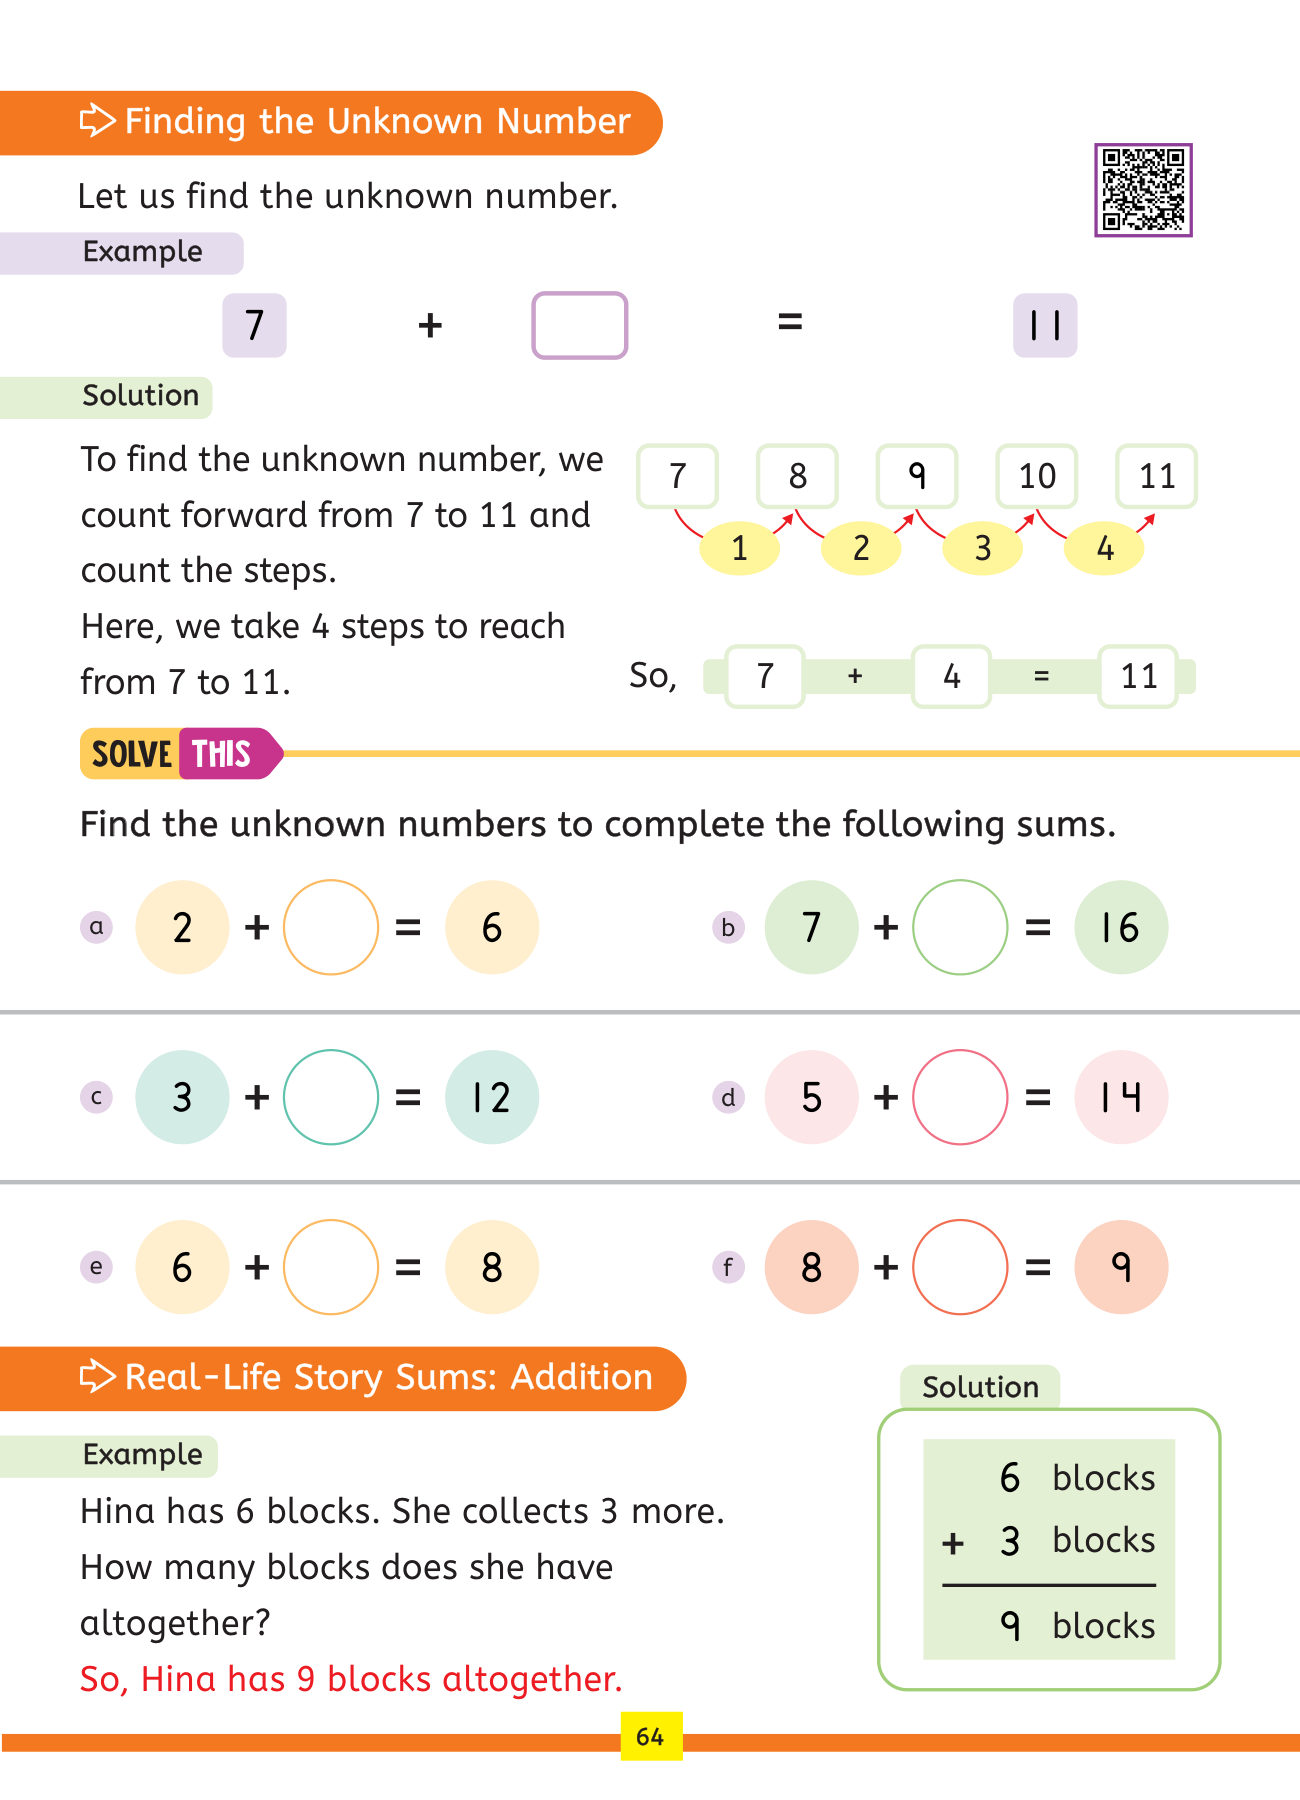 Finding the Unknown Number
Let us find the unknown number.
Example
7 + = 11
Solution
To find the unknown number, we
count forward from 7 to 11 and
count the steps.
Here, we take 4 steps to reach
from 7 to 11.
7 8 9 10 11
1 2 3 4
So, 7 + 4 = 11
SOLVE THIS
Find the unknown numbers to complete the following sums.
a 2 + = 6
b 7 + = 16
c 3 + = 12
d 5 + = 14
e 6 + = 8
f 8 + = 9
Real-Life Story Sums: Addition
Example
Hina has 6 blocks. She collects 3 more.
How many blocks does she have
altogether?
So, Hina has 9 blocks altogether.
Solution
6 blocks
+ 3 blocks
9 blocks
64